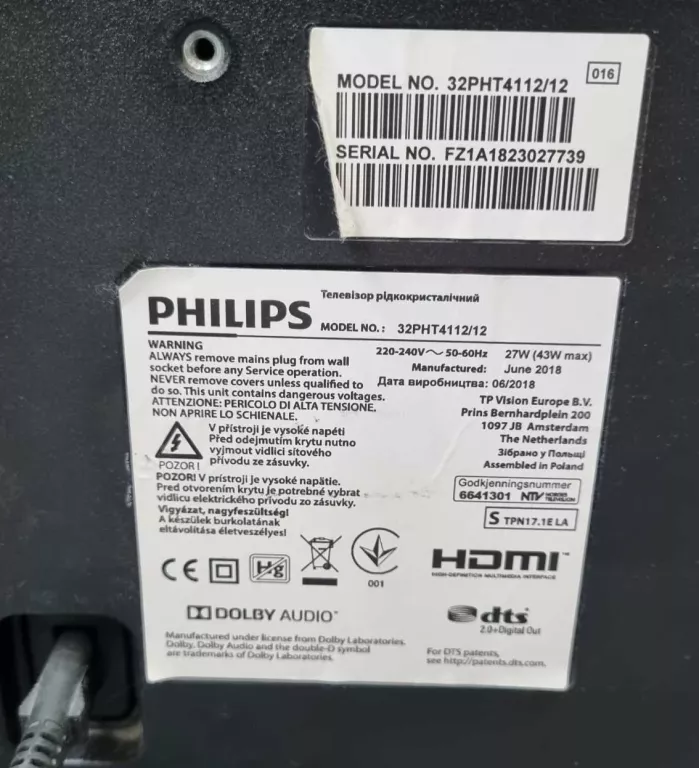 016
MODEL NO. 32PHT4112/12
SERIAL NO. FZ1A1823027739
Телевізор рідкокристалічний
PHILIPS
MODEL NO.: 32PHT4112/12
WARNING
ALWAYS remove mains plug from wall
socket before any Service operation.
NEVER remove covers unless qualified to
do so. This unit contains dangerous voltages.
ATTENZIONE: PERICOLO DI ALTA TENSIONE.
NON APRIRE LO SCHIENALE.
220-240V~ 50-60Hz 27W (43W max)
Manufactured: June 2018
Дата виробництва: 06/2018
TP Vision Europe B.V.
Prins Bernhardplein 200
1097 JB Amsterdam
The Netherlands
Зібрано у Польщі
Assembled in Poland
V přístroji je vysoké napětí
Před odejmutím krytu nutno
vyjmout vidlici síťového
přívodu ze zásuvky.
POZOR!
POZOR! V prístroji je vysoké napätie.
Pred otvorením krytu je potrebné vybrat
vidlicu elektrického prívodu zo zásuvky.
Vigyázat, nagyfeszültség!
A készülek burkolatának
eltávolítása életveszélyes!
Godkjenningsnummer
6641301 NTV NORGES TELEVISJON
S TPN17.1E LA
CE
Hg
001
HDMI™
HIGH-DEFINITION MULTIMEDIA INTERFACE
DOLBY AUDIO™
dts
2.0+Digital Out
Manufactured under license from Dolby Laboratories.
Dolby, Dolby Audio and the double-D symbol
are trademarks of Dolby Laboratories.
For DTS patents,
see http://patents.dts.com.